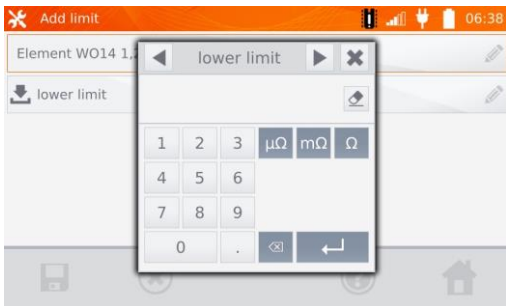 Add limit 06:38
Element WO14 1,
lower limit
lower limit
1 2 3 µΩ mΩ Ω
4 5 6
7 8 9
0 .